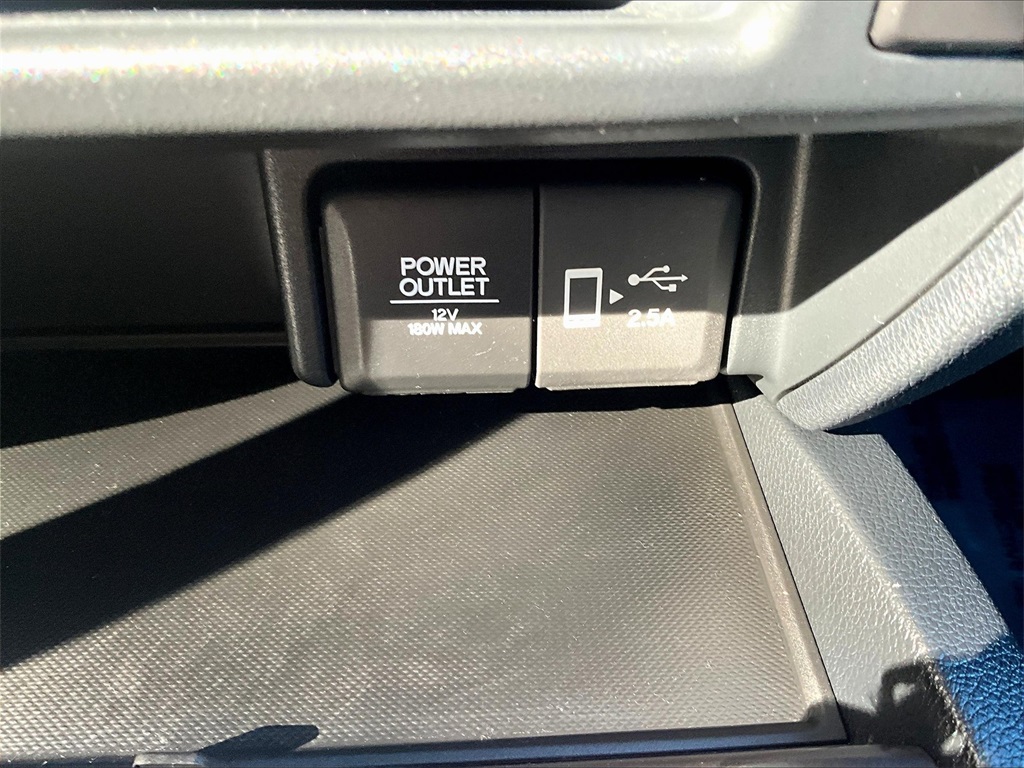 POWER
OUTLET
12V
180W MAX
2.5A